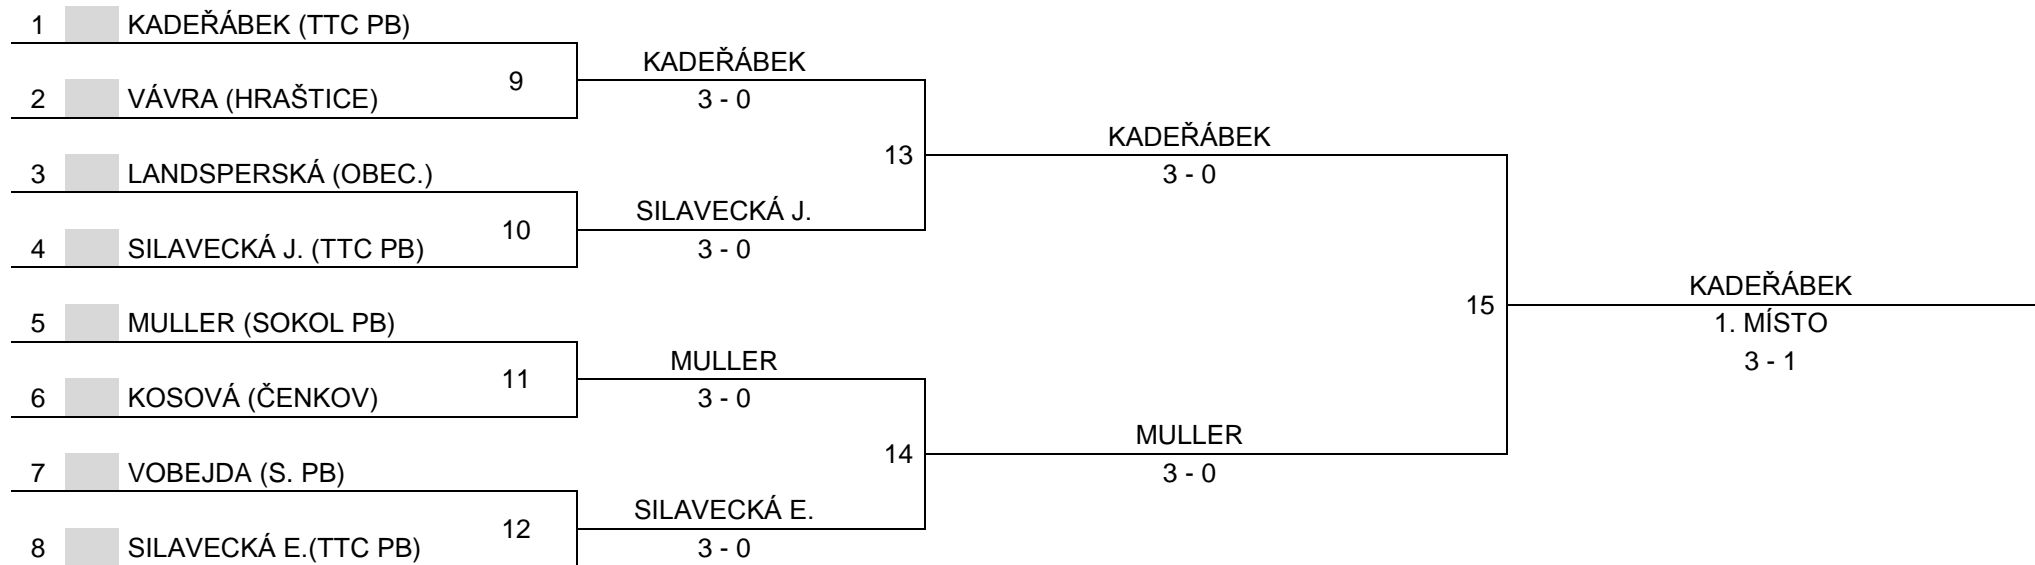 1 KADEŘÁBEK (TTC PB)
KADEŘÁBEK
9
2 VÁVRA (HRAŠTICE)
3 - 0
KADEŘÁBEK
13
3 LANDSPERSKÁ (OBEC.)
3 - 0
SILAVECKÁ J.
10
4 SILAVECKÁ J. (TTC PB)
3 - 0
KADEŘÁBEK
15
5 MULLER (SOKOL PB)
1. MÍSTO
MULLER
3 - 1
11
6 KOSOVÁ (ČENKOV)
3 - 0
MULLER
14
7 VOBEJDA (S. PB)
3 - 0
SILAVECKÁ E.
12
8 SILAVECKÁ E.(TTC PB)
3 - 0